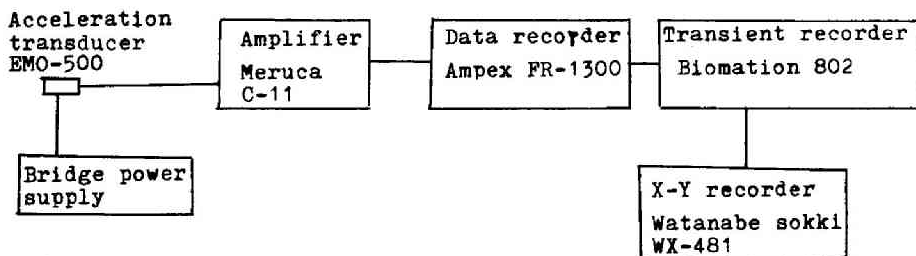 Acceleration
transducer
EMO-500
Amplifier
Meruca
C-11
Data recorder
Ampex FR-1300
Transient recorder
Biomation 802
Bridge power
supply
X-Y recorder
Watanabe sokki
WX-481